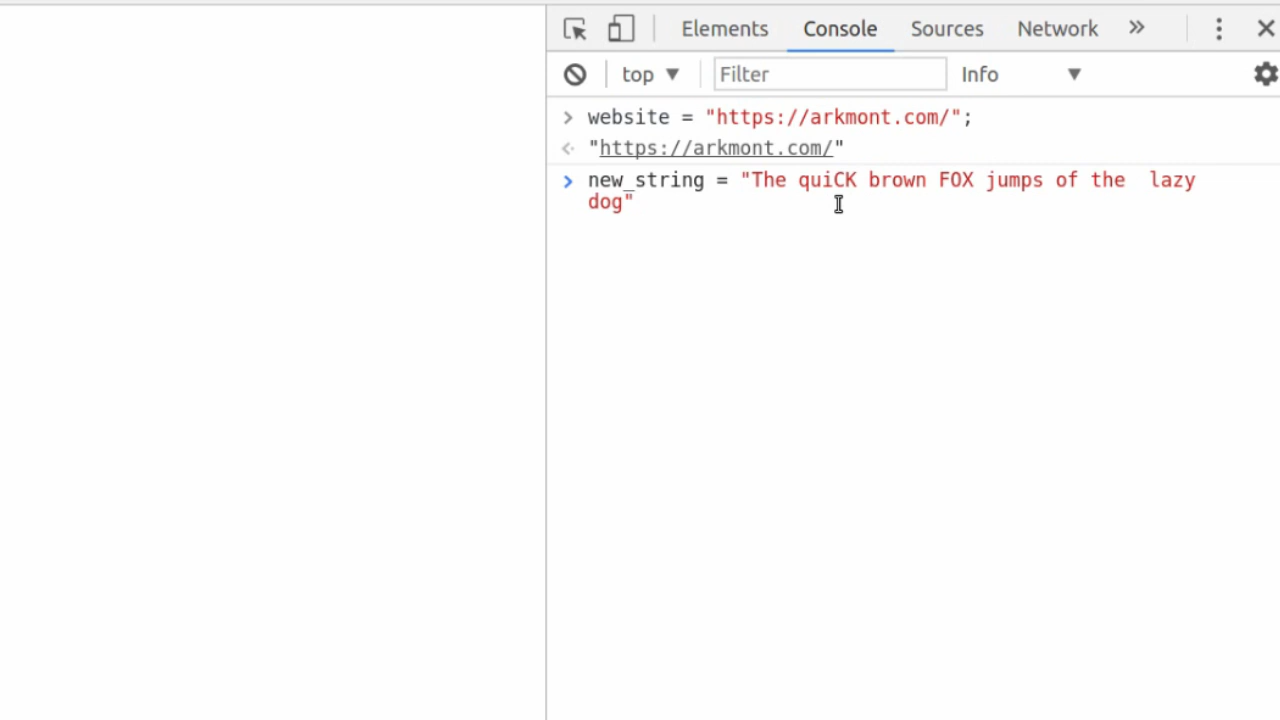 Elements Console Sources Network »
top ▼ Filter Info ▼
> website = "https://arkmont.com/";
"https://arkmont.com/"
> new_string = "The quiCK brown FOX jumps of the  lazy
dog"